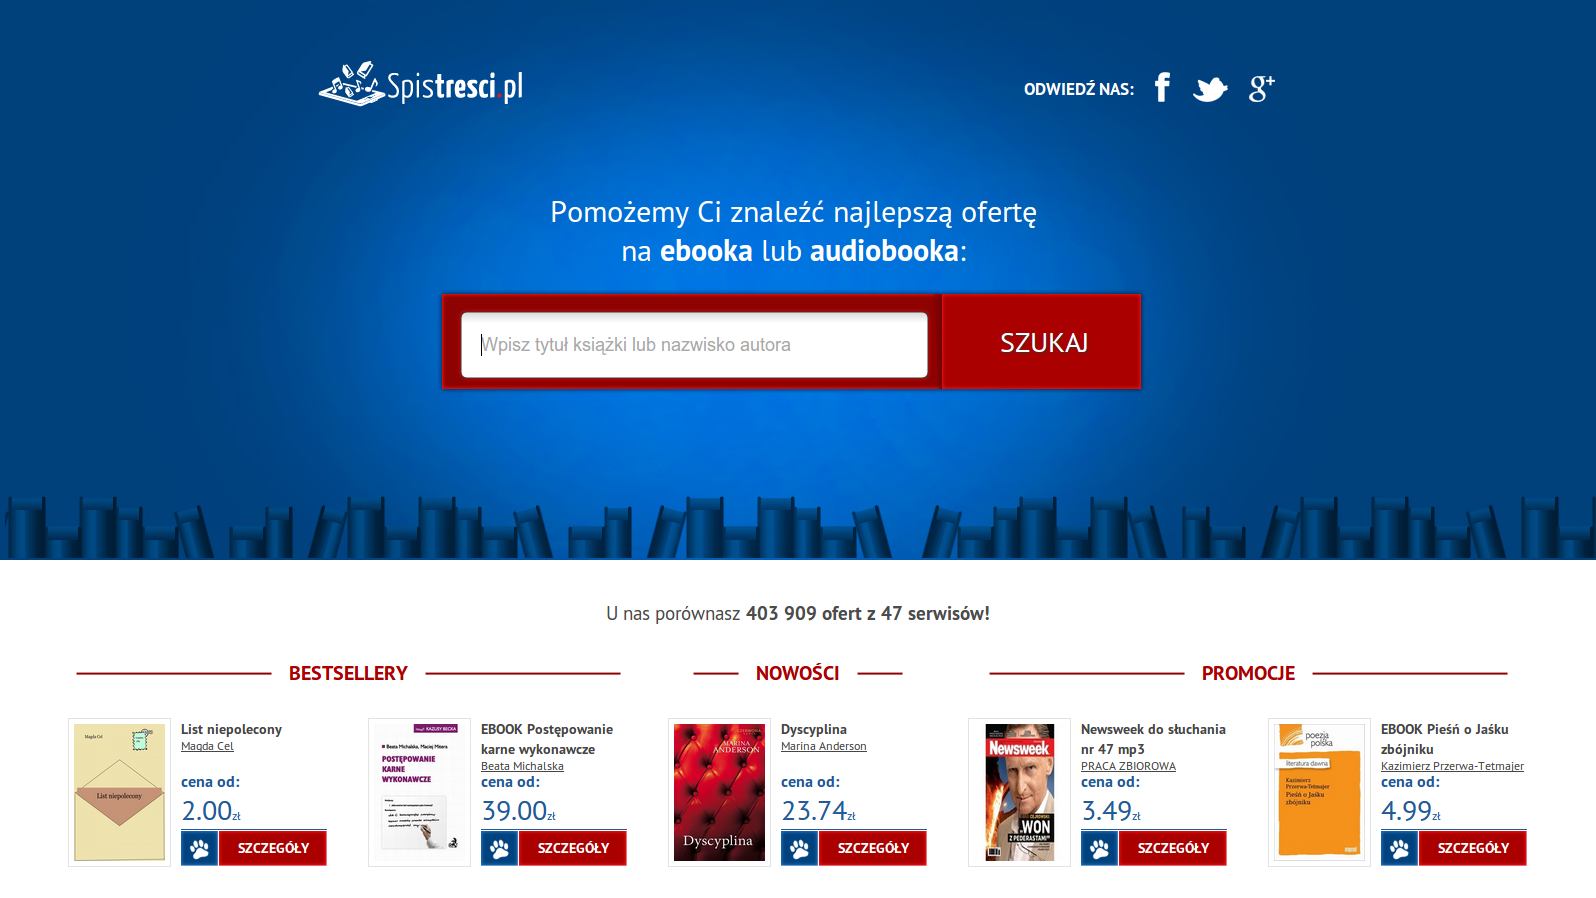 Spistresci.pl
ODWIEDŹ NAS:
Pomożemy Ci znaleźć najlepszą ofertę
na ebooka lub audiobooka:
Wpisz tytuł książki lub nazwisko autora
SZUKAJ
U nas porównasz 403 909 ofert z 47 serwisów!
BESTSELLERY
NOWOŚCI
PROMOCJE
Magda Cel
List niepolecony
List niepolecony
Magda Cel
cena od:
2.00zł
SZCZEGÓŁY
KAZUSY BECKA
Beata Michalska, Maciej Mitera
POSTĘPOWANIE
KARNE
WYKONAWCZE
EBOOK Postępowanie
karne wykonawcze
Beata Michalska
cena od:
39.00zł
SZCZEGÓŁY
MARINA
ANDERSON
Dyscyplina
Dyscyplina
Marina Anderson
cena od:
23.74zł
SZCZEGÓŁY
Newsweek
WON
Z PEDERASTAMI"
Newsweek do słuchania
nr 47 mp3
PRACA ZBIOROWA
cena od:
3.49zł
SZCZEGÓŁY
poezja
polska
literatura dawna
Kazimierz
Przerwa-Tetmajer
Pieśń o Jaśku
zbójniku
EBOOK Pieśń o Jaśku
zbójniku
Kazimierz Przerwa-Tetmajer
cena od:
4.99zł
SZCZEGÓŁY